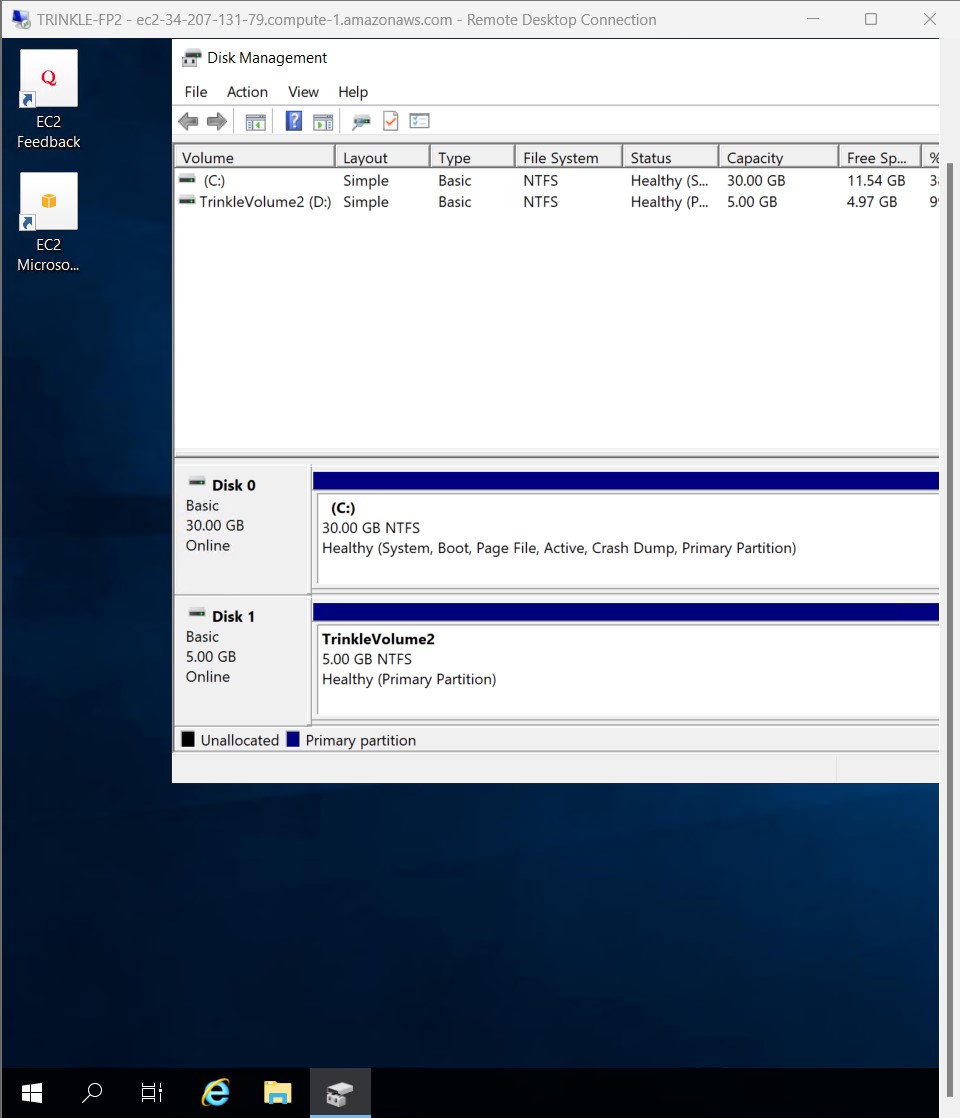 TRINKLE-FP2 - ec2-34-207-131-79.compute-1.amazonaws.com - Remote Desktop Connection
Q
EC2
Feedback
EC2
Microso...
Disk Management
File Action View Help
Volume Layout Type File System Status Capacity Free Sp... %
(C:) Simple Basic NTFS Healthy (S... 30.00 GB 11.54 GB
TrinkleVolume2 (D:) Simple Basic NTFS Healthy (P... 5.00 GB 4.97 GB
Disk 0
Basic
30.00 GB
Online
(C:)
30.00 GB NTFS
Healthy (System, Boot, Page File, Active, Crash Dump, Primary Partition)
Disk 1
Basic
5.00 GB
Online
TrinkleVolume2
5.00 GB NTFS
Healthy (Primary Partition)
Unallocated Primary partition